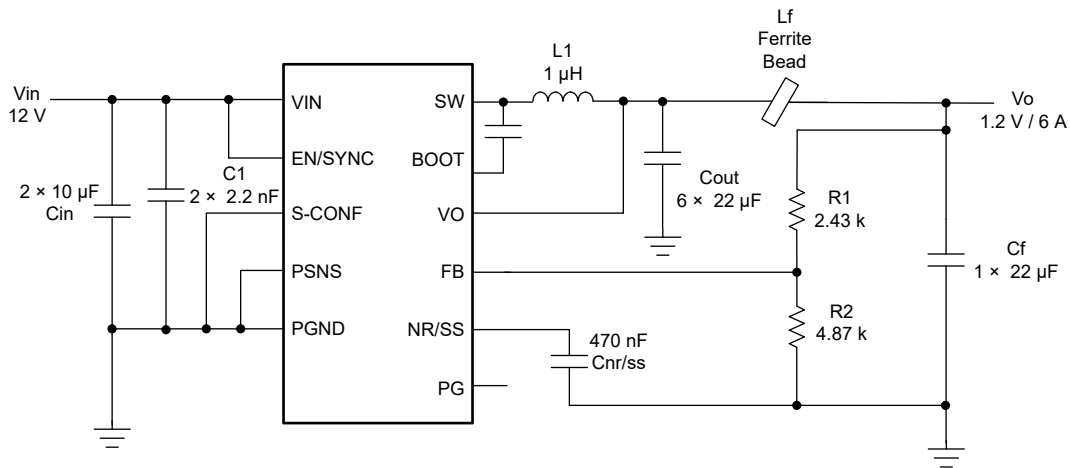 Lf
Ferrite
Bead
L1
1 µH
Vin
12 V
VIN
SW
Vo
1.2 V / 6 A
EN/SYNC
BOOT
C1
2 × 2.2 nF
2 × 10 µF
Cin
Cout
6 × 22 µF
R1
2.43 k
S-CONF
VO
PSNS
FB
Cf
1 × 22 µF
R2
4.87 k
PGND
NR/SS
470 nF
Cnr/ss
PG